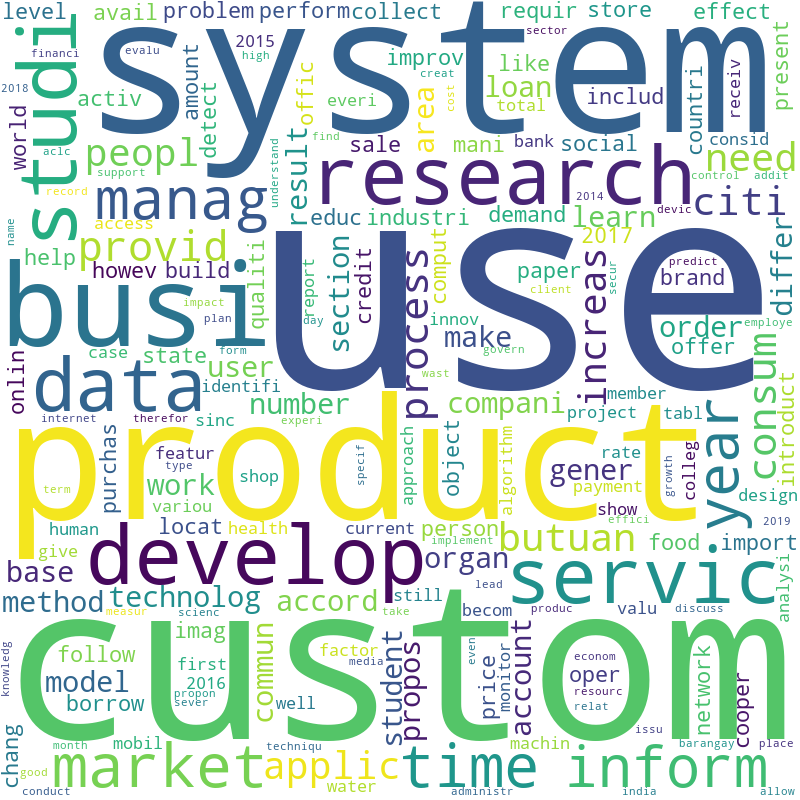 level
avail
problem
perform
collect
requir
store
effect
financi
evalu
2015
high
sector
system
creat
improv
like
includ
countri
receiv
present
studi
2018
activ
amount
detect
everi
offic
total
cost
area
loan
world
aclc
peopl
support
sale
find
mani
bank
social
consid
need
understand
result
research
control
addit
record
manag
2014
devic
citi
name
access
educ
industri
demand
learn
provid
2017
differ
help
howev
build
qualiti
report
section
credit
process
comput
paper
client
secur
predict
brand
increas
busi
use
impact
plan
day
innov
make
order
employe
case
state
form
govern
offer
onlin
user
wast
data
identifi
number
compani
member
consum
introduct
internet
therefor
sinc
experi
project
tabl
product
purchas
featur
type
shop
specif
approach
object
algorithm
gener
rate
show
colleg
growth
year
term
work
variou
payment
design
human
locat
health
current
person
butuan
effici
food
2019
import
give
develop
implement
organ
base
lead
servic
analysi
method
technolog
accord
still
becom
produc
valu
discuss
measur
scienc
take
imag
custom
commun
follow
first
factor
media
student
propos
even
account
econom
knowledg
model
2016
propon
sever
price
monitor
oper
resourc
network
cooper
borrow
well
relat
chang
month
mobil
techniqu
machin
issu
barangay
place
good
market
applic
time
inform
conduct
water
administr
india
allow